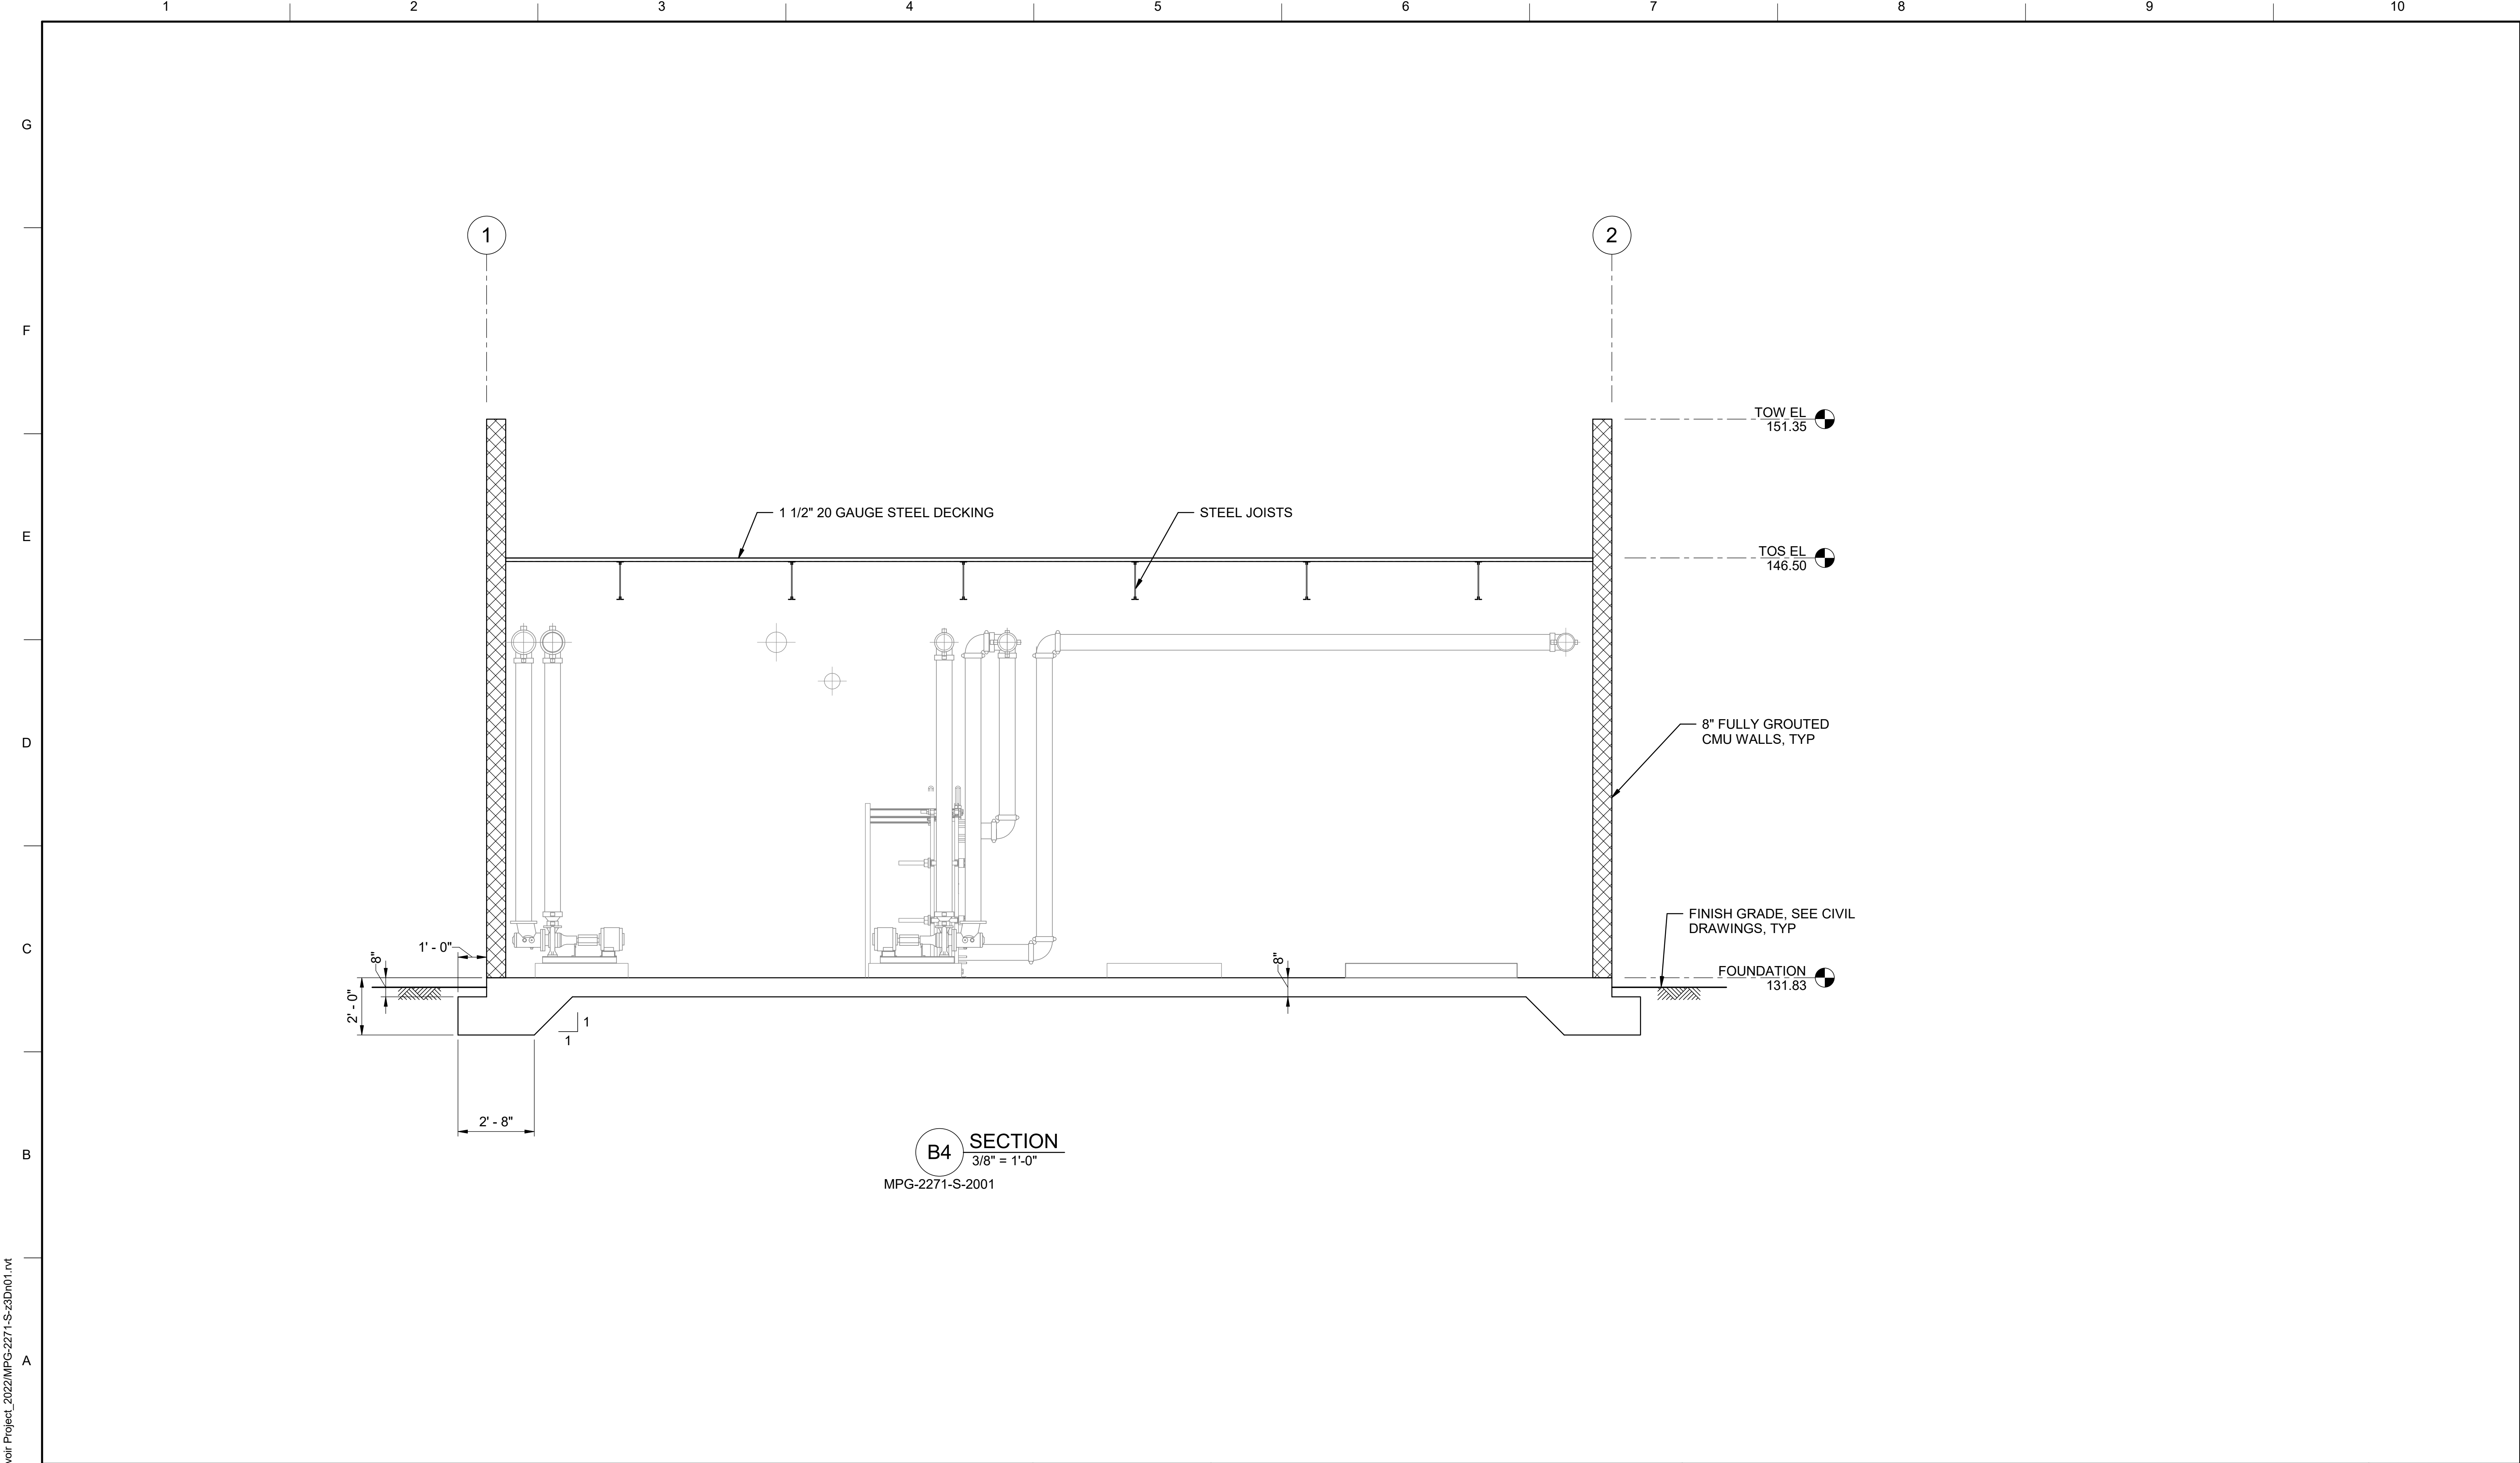 1 2 3 4 5 6 7 8 9 10
G
F
E
D
C
B
A
1
2
TOW EL
151.35
1 1/2" 20 GAUGE STEEL DECKING
STEEL JOISTS
TOS EL
146.50
8" FULLY GROUTED
CMU WALLS, TYP
FINISH GRADE, SEE CIVIL
DRAWINGS, TYP
1' - 0"
8"
8"
FOUNDATION
131.83
2' - 0"
1
1
2' - 8"
B4 SECTION
3/8" = 1'-0"
MPG-2271-S-2001
voir Project_2022/MPG-2271-S-z3Dn01.rvt